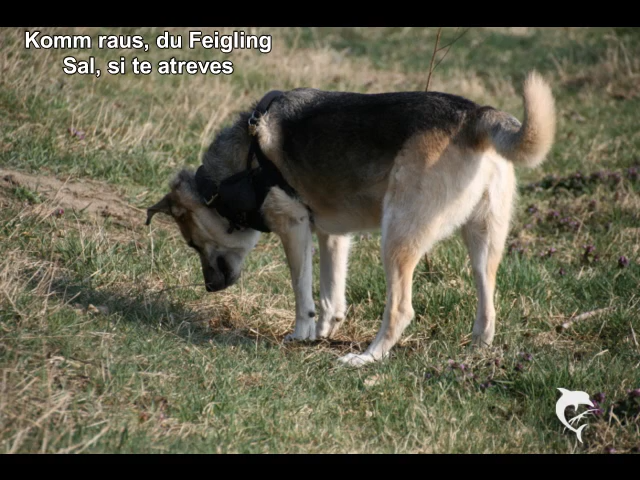 Komm raus, du Feigling
Sal, si te atreves